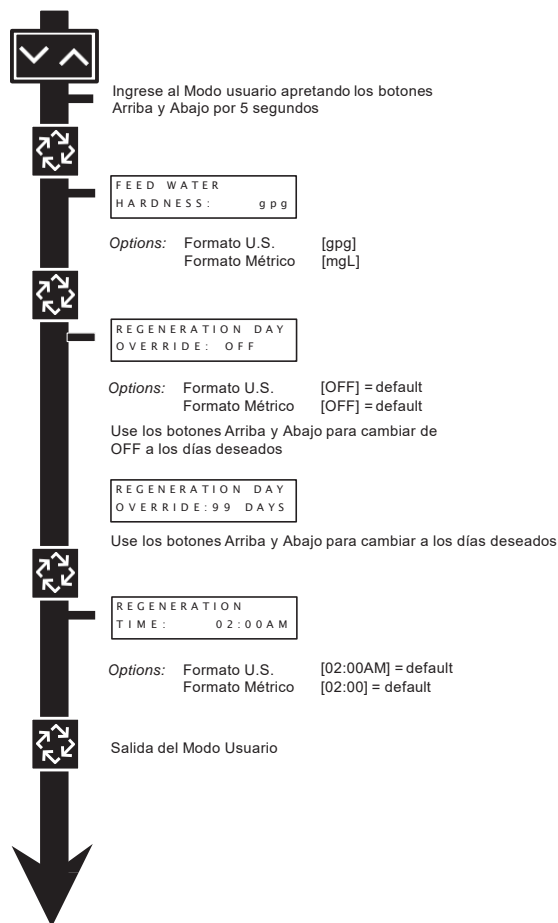 Ingrese al Modo usuario apretando los botones
Arriba y Abajo por 5 segundos
FEED WATER
HARDNESS: gpg
Options: Formato U.S. [gpg]
Formato Métrico [mgL]
REGENERATION DAY
OVERRIDE: OFF
Options: Formato U.S. [OFF] = default
Formato Métrico [OFF] = default
Use los botones Arriba y Abajo para cambiar de
OFF a los días deseados
REGENERATION DAY
OVERRIDE:99 DAYS
Use los botones Arriba y Abajo para cambiar a los días deseados
REGENERATION
TIME: 02:00AM
Options: Formato U.S. [02:00AM] = default
Formato Métrico [02:00] = default
Salida del Modo Usuario